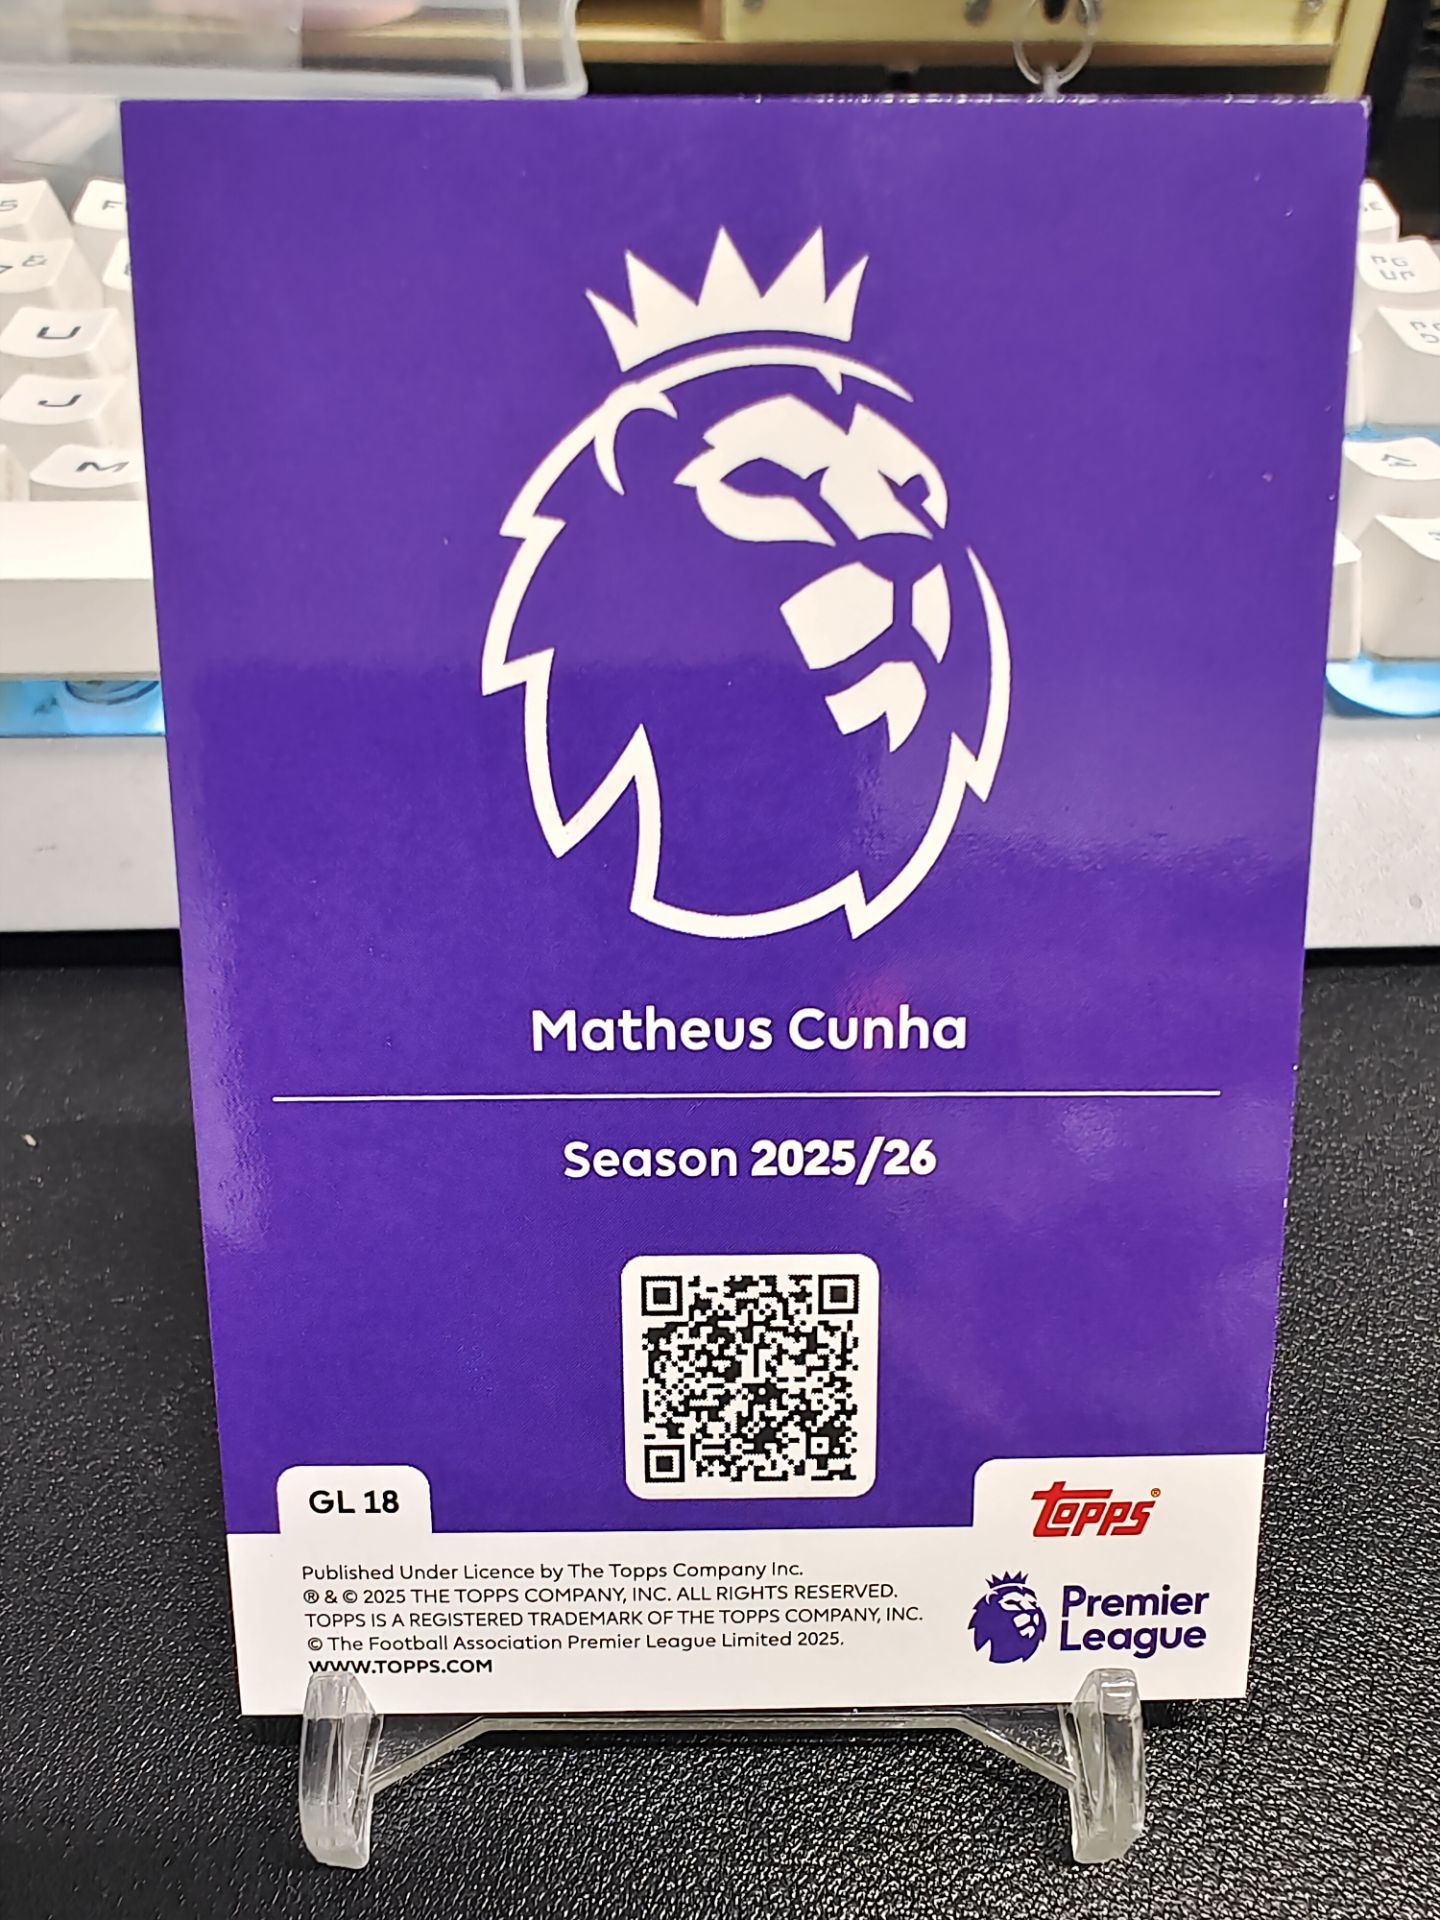 Matheus Cunha
Season 2025/26
GL 18
TOPPS®
Published Under Licence by The Topps Company Inc.
® & © 2025 THE TOPPS COMPANY, INC. ALL RIGHTS RESERVED.
TOPPS IS A REGISTERED TRADEMARK OF THE TOPPS COMPANY, INC.
© The Football Association Premier League Limited 2025.
WWW.TOPPS.COM
Premier
League
U
J
M
PG
UP